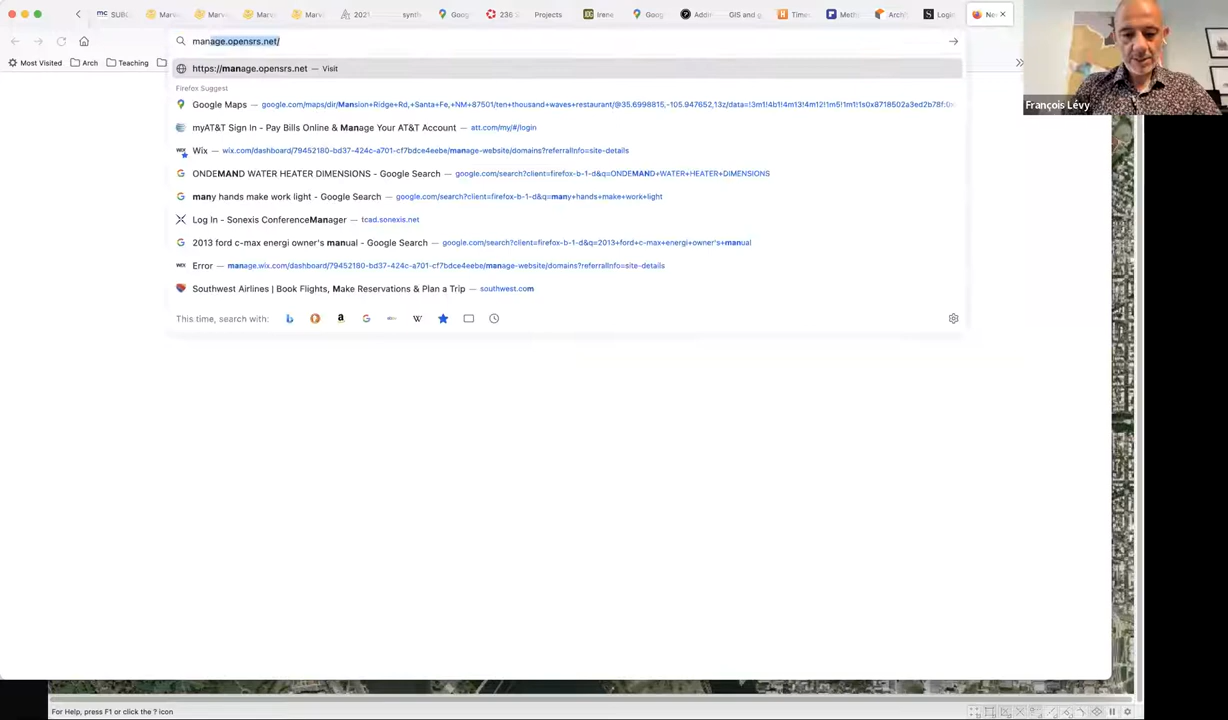 SUBC Marv Marv Marv Marv 2021 synth Goog 236 Projects Irene Goog Addin GIS and g Time Meth Archi Login Ne
manage.opensrs.net/
Most Visited Arch Teaching
https://manage.opensrs.net — Visit
Firefox Suggest
Google Maps — google.com/maps/dir/Mansion+Ridge+Rd,+Santa+Fe,+NM+87501/ten+thousand+waves+restaurant/@35.6998815,-105.947652,13z/data=!3m1!4b1!4m13!4m12!1m5!1m1!1s0x8718502a3ed2b78f:0x
myAT&T Sign In - Pay Bills Online & Manage Your AT&T Account — att.com/my/#/login
Wix — wix.com/dashboard/79452180-bd37-424c-a701-cf7bdce4eebe/manage-website/domains?referralInfo=site-details
ONDEMAND WATER HEATER DIMENSIONS - Google Search — google.com/search?client=firefox-b-1-d&q=ONDEMAND+WATER+HEATER+DIMENSIONS
many hands make work light - Google Search — google.com/search?client=firefox-b-1-d&q=many+hands+make+work+light
Log In - Sonexis ConferenceManager — tcad.sonexis.net
2013 ford c-max energi owner's manual - Google Search — google.com/search?client=firefox-b-1-d&q=2013+ford+c-max+energi+owner's+manual
Error — manage.wix.com/dashboard/79452180-bd37-424c-a701-cf7bdce4eebe/manage-website/domains?referralInfo=site-details
Southwest Airlines | Book Flights, Make Reservations & Plan a Trip — southwest.com
This time, search with:
François Lévy
For Help, press F1 or click the ? icon